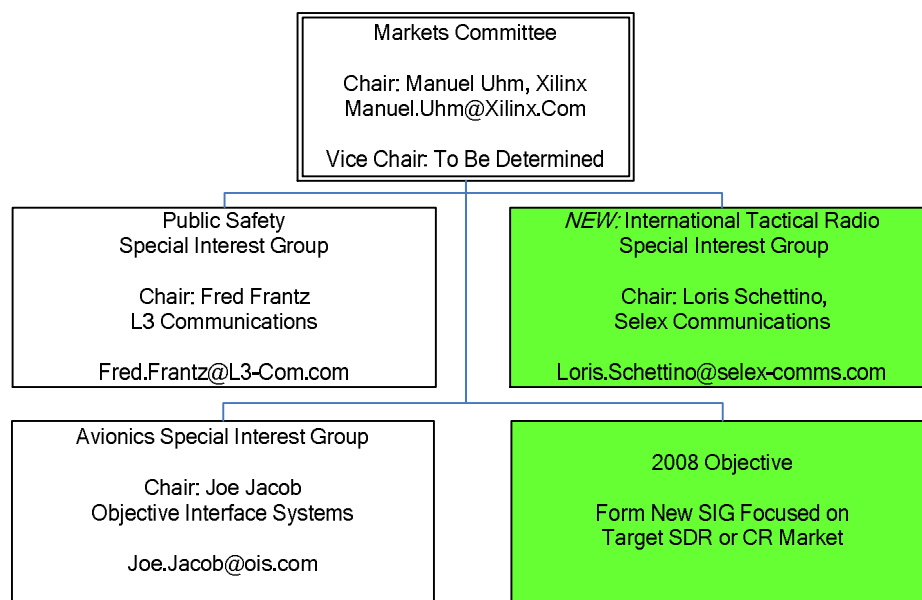 Markets Committee
Chair: Manuel Uhm, Xilinx
Manuel.Uhm@Xilinx.Com
Vice Chair: To Be Determined
Public Safety
Special Interest Group
Chair: Fred Frantz
L3 Communications
Fred.Frantz@L3-Com.com
NEW: International Tactical Radio
Special Interest Group
Chair: Loris Schettino,
Selex Communications
Loris.Schettino@selex-comms.com
Avionics Special Interest Group
Chair: Joe Jacob
Objective Interface Systems
Joe.Jacob@ois.com
2008 Objective
Form New SIG Focused on
Target SDR or CR Market